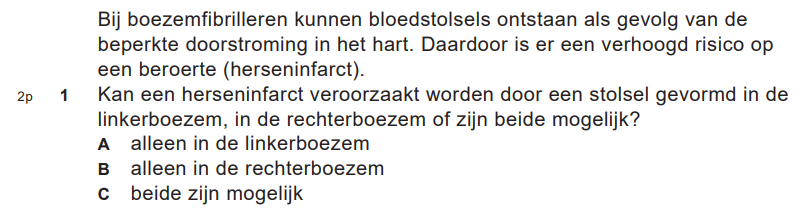 Bij boezemfibrilleren kunnen bloedstolsels ontstaan als gevolg van de
beperkte doorstroming in het hart. Daardoor is er een verhoogd risico op
een beroerte (herseninfarct).
2p 1 Kan een herseninfarct veroorzaakt worden door een stolsel gevormd in de
linkerboezem, in de rechterboezem of zijn beide mogelijk?
A alleen in de linkerboezem
B alleen in de rechterboezem
C beide zijn mogelijk